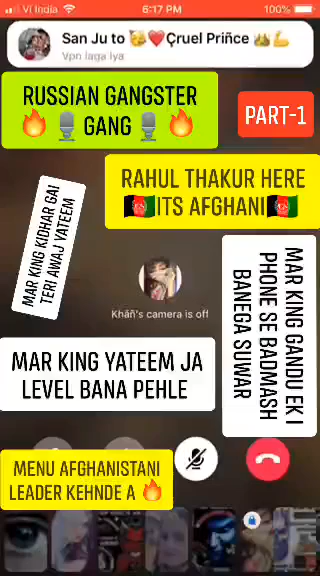 Vi India
6:17 PM
100%
San Ju to 🥳❤️Çruel Priñce 👑💪
Vpn laga lya
RUSSIAN GANGSTER
🔥🎙️GANG🎙️🔥
PART-1
RAHUL THAKUR HERE
🇦🇫ITS AFGHANI🇦🇫
MAR KING KIDHAR GAI
TERI AWAJ YATEEM
MAR KING GANDU EK I
PHONE SE BADMASH
BANEGA SUWAR
Khâñ's camera is off
MAR KING YATEEM JA
LEVEL BANA PEHLE
MENU AFGHANISTANI
LEADER KEHNDE A 🔥